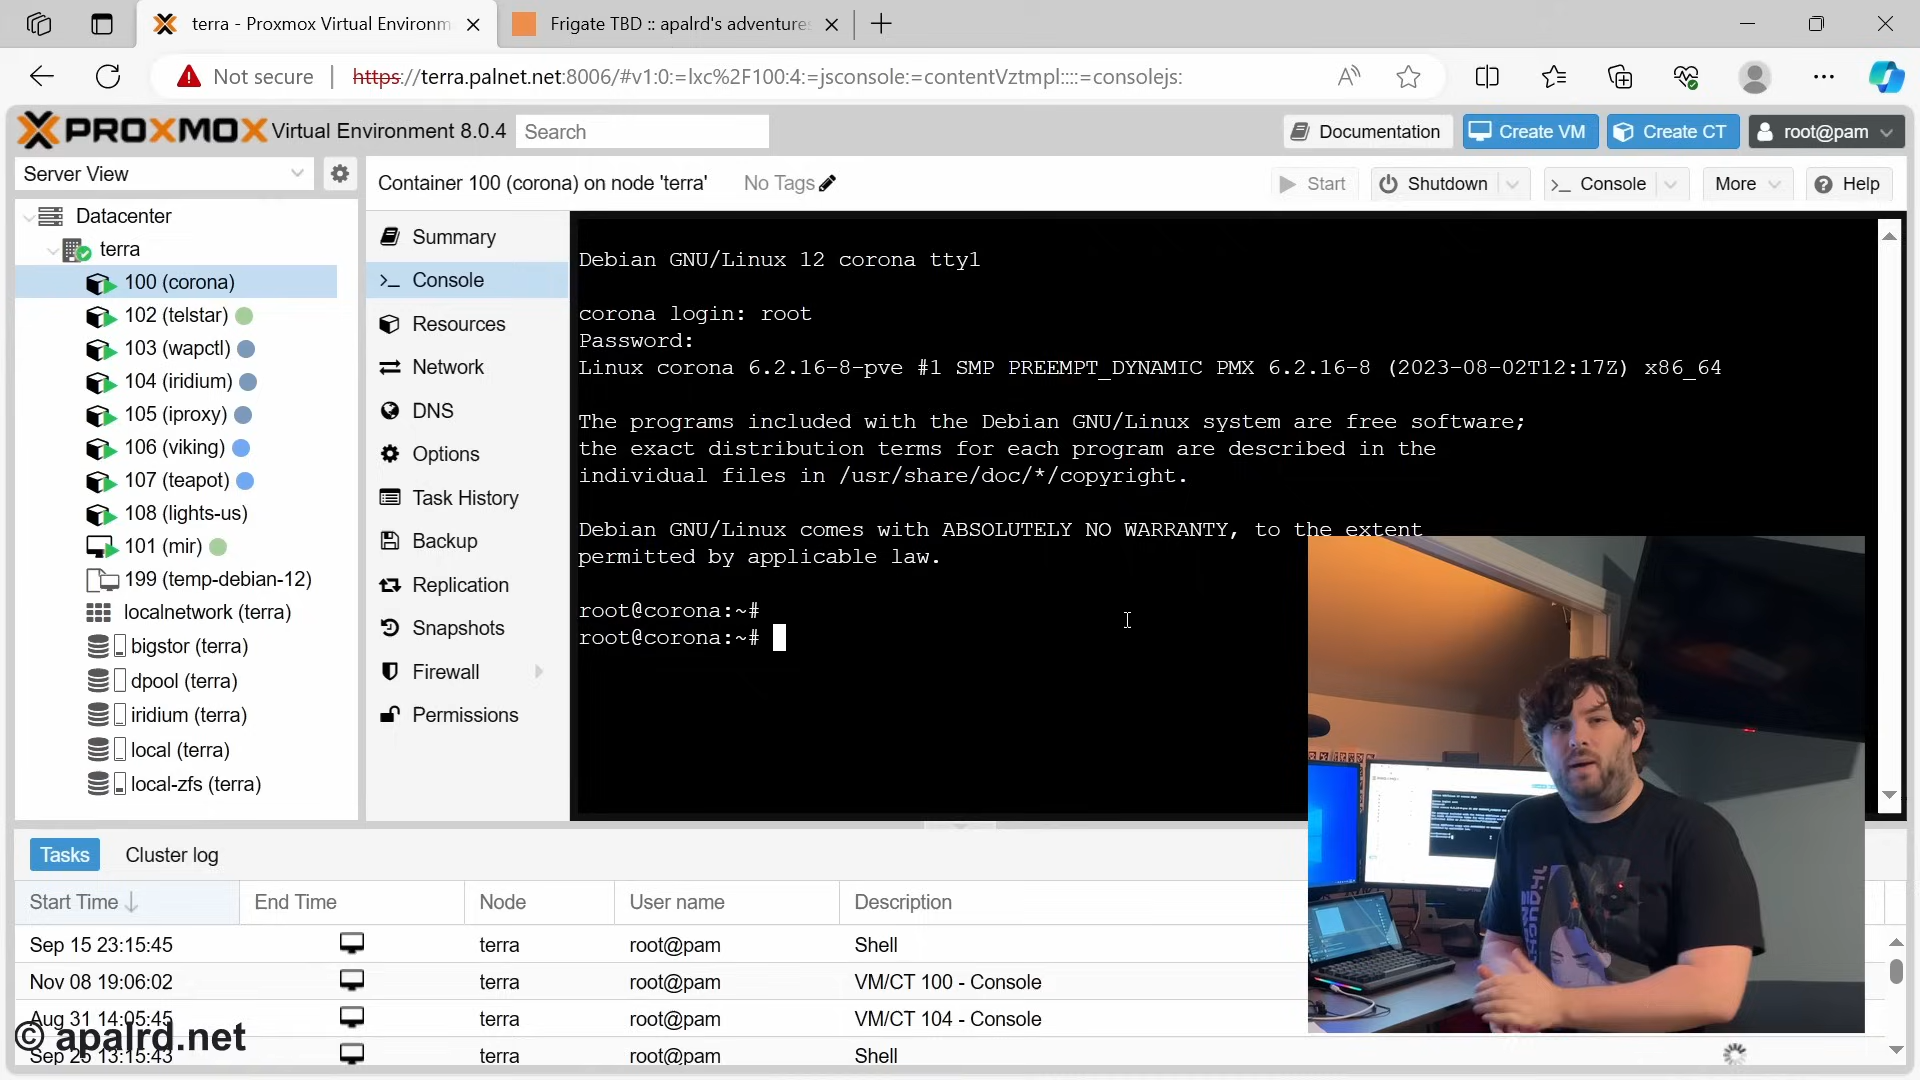 terra - Proxmox Virtual Environm
Frigate TBD :: apalrd's adventures
Not secure
https://terra.palnet.net:8006/#v1:0:=lxc%2F100:4:=jsconsole:=contentVztmpl::::=consolejs:
PROXMOX Virtual Environment 8.0.4
Search
Documentation
Create VM
Create CT
root@pam
Server View
Container 100 (corona) on node 'terra'
No Tags
Start
Shutdown
Console
More
Help
Datacenter
terra
100 (corona)
102 (telstar)
103 (wapctl)
104 (iridium)
105 (iproxy)
106 (viking)
107 (teapot)
108 (lights-us)
101 (mir)
199 (temp-debian-12)
localnetwork (terra)
bigstor (terra)
dpool (terra)
iridium (terra)
local (terra)
local-zfs (terra)
Summary
Console
Resources
Network
DNS
Options
Task History
Backup
Replication
Snapshots
Firewall
Permissions
Debian GNU/Linux 12 corona tty1
corona login: root
Password:
Linux corona 6.2.16-8-pve #1 SMP PREEMPT_DYNAMIC PMX 6.2.16-8 (2023-08-02T12:17Z) x86_64
The programs included with the Debian GNU/Linux system are free software;
the exact distribution terms for each program are described in the
individual files in /usr/share/doc/*/copyright.
Debian GNU/Linux comes with ABSOLUTELY NO WARRANTY, to the extent
permitted by applicable law.
root@corona:~#
root@corona:~#
Tasks
Cluster log
Start Time
End Time
Node
User name
Description
Sep 15 23:15:45
terra
root@pam
Shell
Nov 08 19:06:02
terra
root@pam
VM/CT 100 - Console
Aug 31 14:05:45
terra
root@pam
VM/CT 104 - Console
Sep 25 13:15:43
terra
root@pam
Shell
© apalrd.net